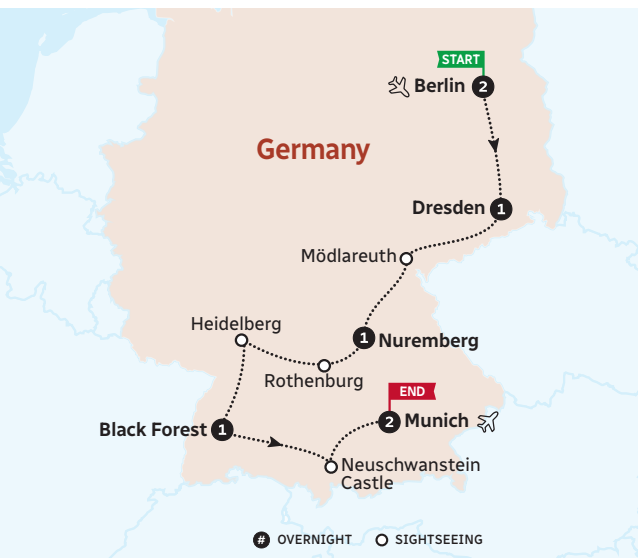 START
Berlin 2
Germany
Dresden 1
Mödlareuth
Heidelberg
1 Nuremberg
Rothenburg
END
Black Forest 1
2 Munich
Neuschwanstein
Castle
# OVERNIGHT SIGHTSEEING